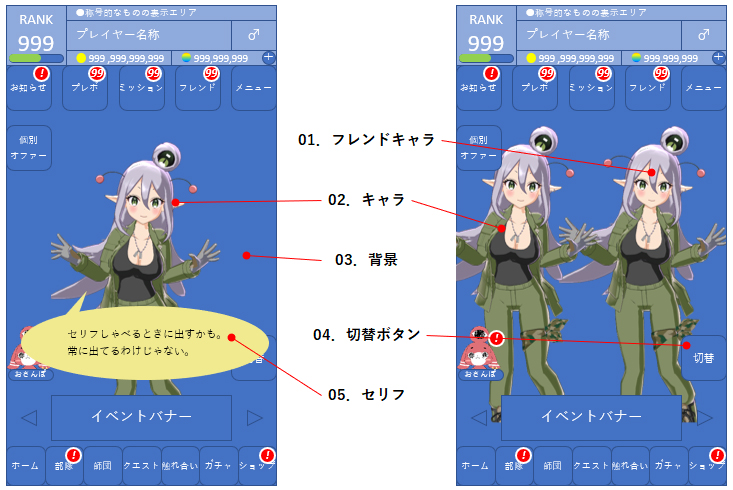 RANK
999
●称号的なものの表示エリア
プレイヤー名称
♂
999,999,999,999
999,999,999
+
お知らせ
!
プレボ
99
ミッション
99
フレンド
99
メニュー
個別
オファー
セリフしゃべるときに出すかも。
常に出てるわけじゃない。
おさんぽ
替
◁
イベントバナー
▷
ホーム
部隊
!
師団
クエスト
触れ合い
ガチャ
ショップ
!
01．フレンドキャラ
02．キャラ
03．背景
04．切替ボタン
05．セリフ
RANK
999
●称号的なものの表示エリア
プレイヤー名称
♂
999,999,999,999
999,999,999
+
お知らせ
!
プレボ
99
ミッション
99
フレンド
99
メニュー
個別
オファー
!
おさんぽ
切替
◁
イベントバナー
▷
ホーム
部隊
!
師団
クエスト
触れ合い
ガチャ
ショップ
!